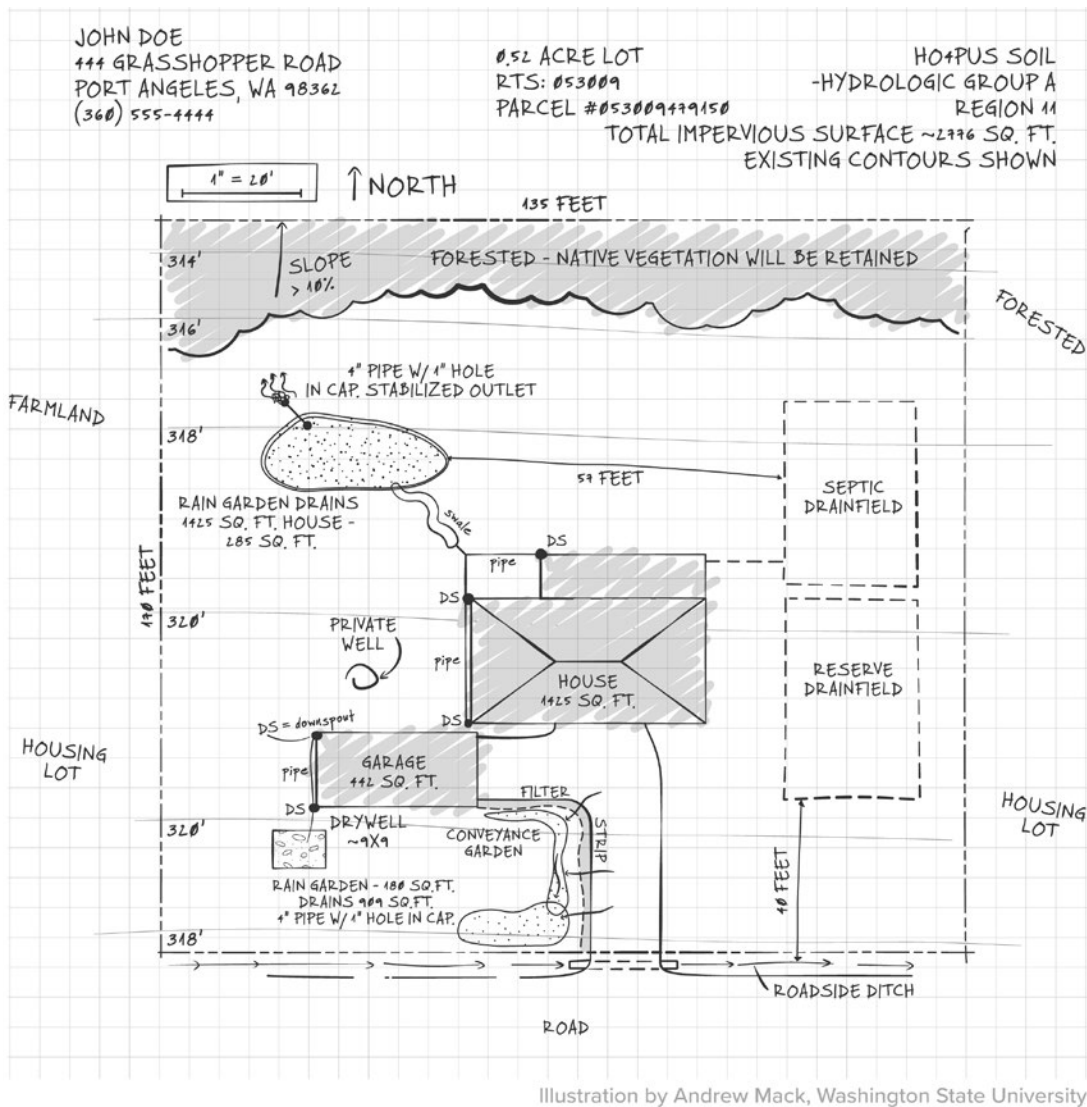 JOHN DOE
444 GRASSHOPPER ROAD
PORT ANGELES, WA 98362
(360) 555-4444
0.52 ACRE LOT
RTS: 053009
PARCEL #053009479150
HO4PUS SOIL
-HYDROLOGIC GROUP A
REGION 11
TOTAL IMPERVIOUS SURFACE ~2776 SQ. FT.
EXISTING CONTOURS SHOWN
1" = 20'
NORTH
135 FEET
314'
SLOPE
> 10%
FORESTED - NATIVE VEGETATION WILL BE RETAINED
316'
FORESTED
4" PIPE W/ 1" HOLE
IN CAP. STABILIZED OUTLET
FARMLAND
318'
57 FEET
SEPTIC
DRAINFIELD
RAIN GARDEN DRAINS
1425 SQ. FT. HOUSE -
285 SQ. FT.
swale
DS
pipe
170 FEET
DS
320'
PRIVATE
WELL
pipe
HOUSE
1425 SQ. FT.
RESERVE
DRAINFIELD
DS
DS = downspout
HOUSING
LOT
GARAGE
442 SQ. FT.
pipe
FILTER
STRIP
DS
DRYWELL
~9X9
320'
CONVEYANCE
GARDEN
HOUSING
LOT
40 FEET
RAIN GARDEN - 180 SQ.FT.
DRAINS 909 SQ.FT.
4" PIPE W/ 1" HOLE IN CAP.
318'
ROADSIDE DITCH
ROAD
Illustration by Andrew Mack, Washington State University